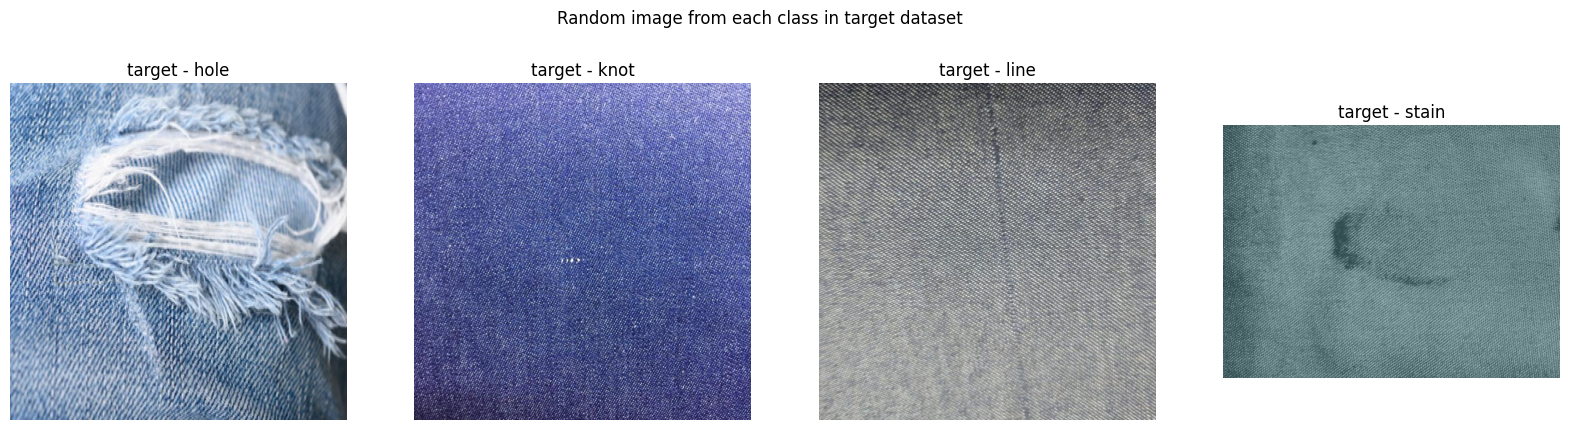 Random image from each class in target dataset
target - hole
target - knot
target - line
target - stain